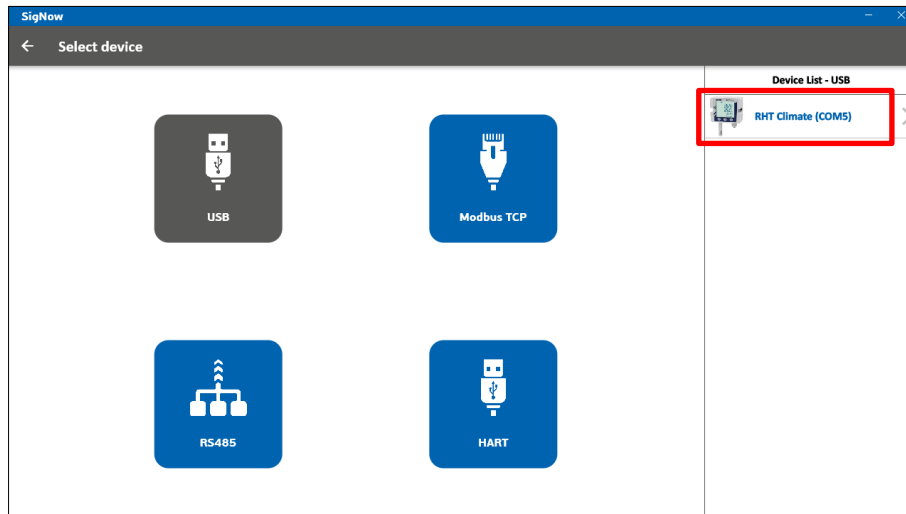 SigNow
Select device
Device List - USB
RHT Climate (COM5)
USB
Modbus TCP
RS485
HART